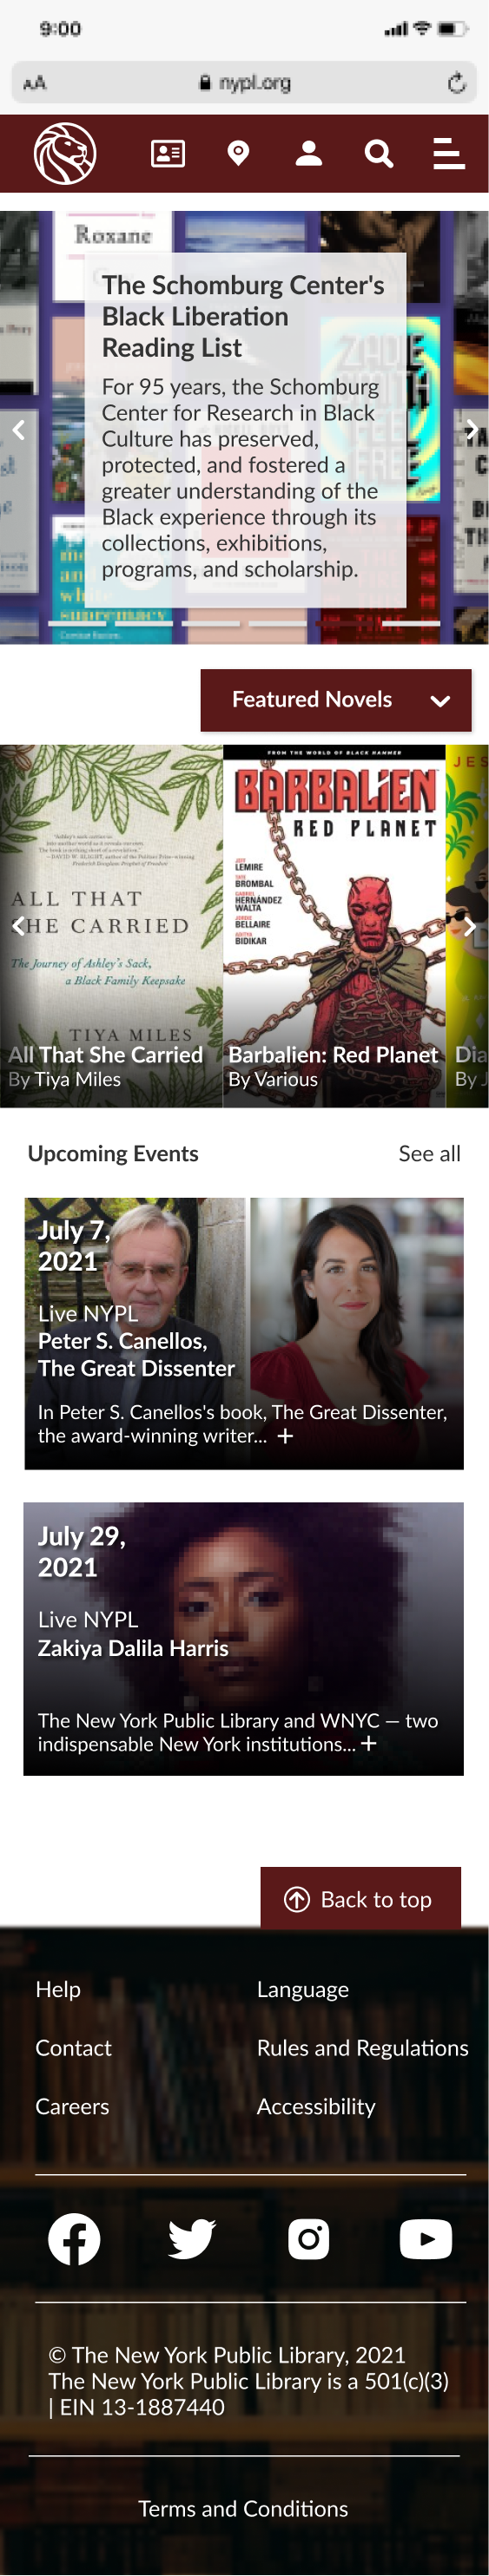 9:00
AA
nypl.org
Roxane
The Schomburg Center's
Black Liberation
Reading List
For 95 years, the Schomburg
Center for Research in Black
Culture has preserved,
protected, and fostered a
greater understanding of the
Black experience through its
collections, exhibitions,
programs, and scholarship.
Featured Novels
ALL THAT
SHE CARRIED
The Journey of Ashley's Sack,
a Black Family Keepsake
TIYA MILES
All That She Carried
By Tiya Miles
FROM THE WORLD OF BLACK HAMMER
BARBALIEN
RED PLANET
JEFF
LEMIRE
TATE
BROMBAL
GABRIEL
HERNÁNDEZ
WALTA
JORDIE
BELLAIRE
ADITYA
BIDIKAR
Barbalien: Red Planet
By Various
JES
Dia
By J
Upcoming Events
See all
July 7,
2021
Live NYPL
Peter S. Canellos,
The Great Dissenter
In Peter S. Canellos's book, The Great Dissenter,
the award-winning writer... +
July 29,
2021
Live NYPL
Zakiya Dalila Harris
The New York Public Library and WNYC — two
indispensable New York institutions... +
Back to top
Help
Language
Contact
Rules and Regulations
Careers
Accessibility
© The New York Public Library, 2021
The New York Public Library is a 501(c)(3)
| EIN 13-1887440
Terms and Conditions